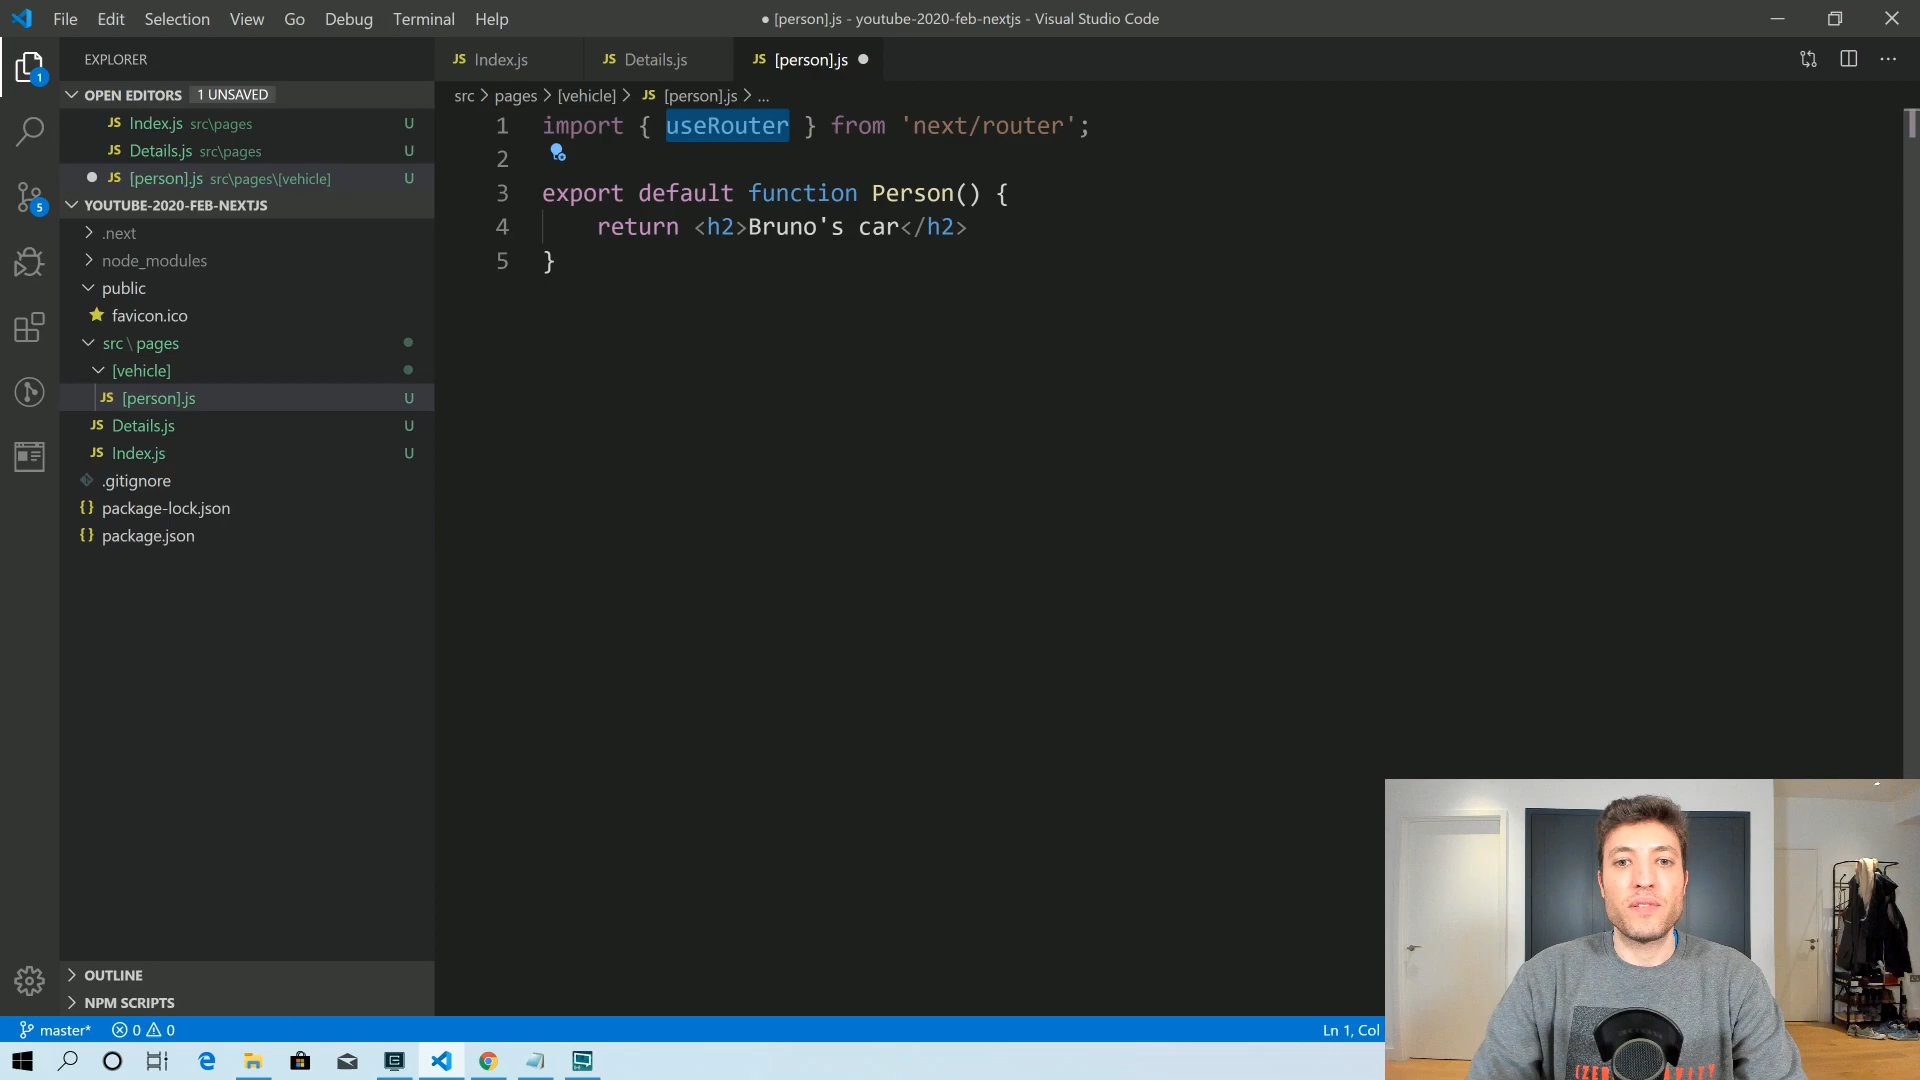 File Edit Selection View Go Debug Terminal Help
● [person].js - youtube-2020-feb-nextjs - Visual Studio Code
EXPLORER
OPEN EDITORS 1 UNSAVED
JS Index.js src\pages U
JS Details.js src\pages U
JS [person].js src\pages\[vehicle] U
YOUTUBE-2020-FEB-NEXTJS
.next
node_modules
public
favicon.ico
src \ pages
[vehicle]
JS [person].js U
JS Details.js U
JS Index.js U
.gitignore
{} package-lock.json
{} package.json
OUTLINE
NPM SCRIPTS
1
5
JS Index.js
JS Details.js
JS [person].js
src > pages > [vehicle] > JS [person].js > ...
1 import { useRouter } from 'next/router';
2
3 export default function Person() {
4 return <h2>Bruno's car</h2>
5 }
master* 0 0
Ln 1, Col